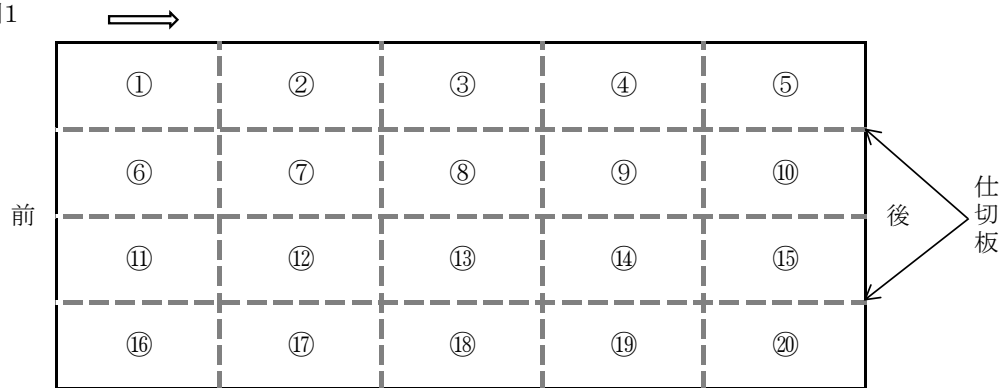 図1
① ② ③ ④ ⑤
⑥ ⑦ ⑧ ⑨ ⑩
前 後 仕切板
⑪ ⑫ ⑬ ⑭ ⑮
⑯ ⑰ ⑱ ⑲ ⑳